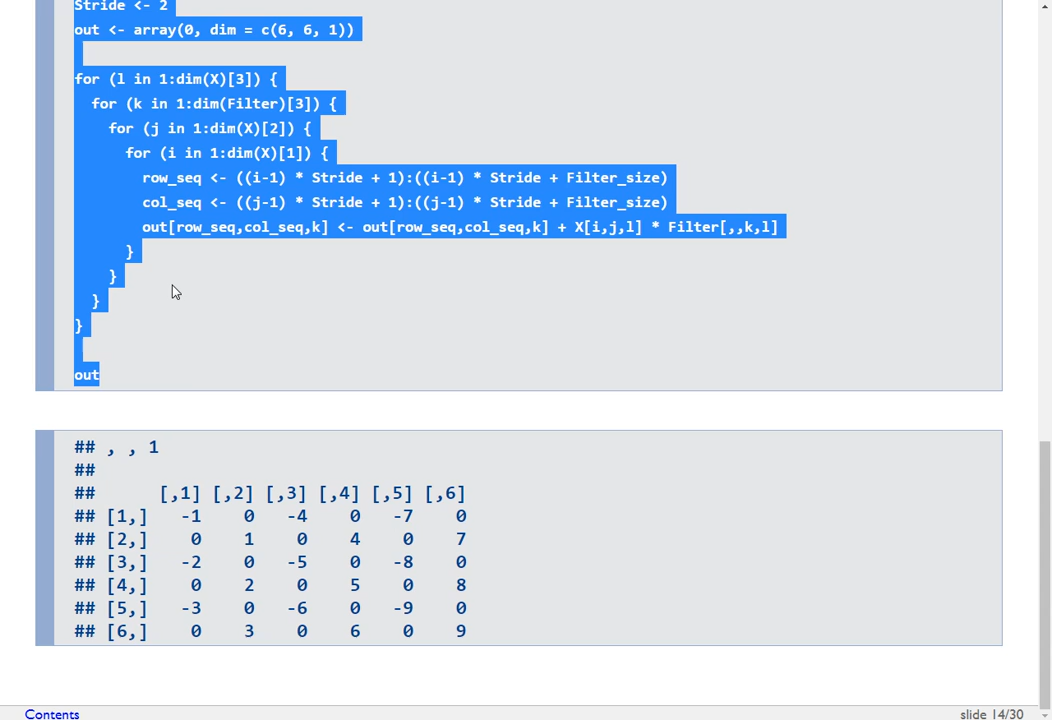 Stride <- 2
out <- array(0, dim = c(6, 6, 1))
for (l in 1:dim(X)[3]) {
for (k in 1:dim(Filter)[3]) {
for (j in 1:dim(X)[2]) {
for (i in 1:dim(X)[1]) {
row_seq <- ((i-1) * Stride + 1):((i-1) * Stride + Filter_size)
col_seq <- ((j-1) * Stride + 1):((j-1) * Stride + Filter_size)
out[row_seq,col_seq,k] <- out[row_seq,col_seq,k] + X[i,j,l] * Filter[,,k,l]
}
}
}
}
out
## , , 1
##
## [,1] [,2] [,3] [,4] [,5] [,6]
## [1,] -1 0 -4 0 -7 0
## [2,] 0 1 0 4 0 7
## [3,] -2 0 -5 0 -8 0
## [4,] 0 2 0 5 0 8
## [5,] -3 0 -6 0 -9 0
## [6,] 0 3 0 6 0 9
Contents
slide 14/30